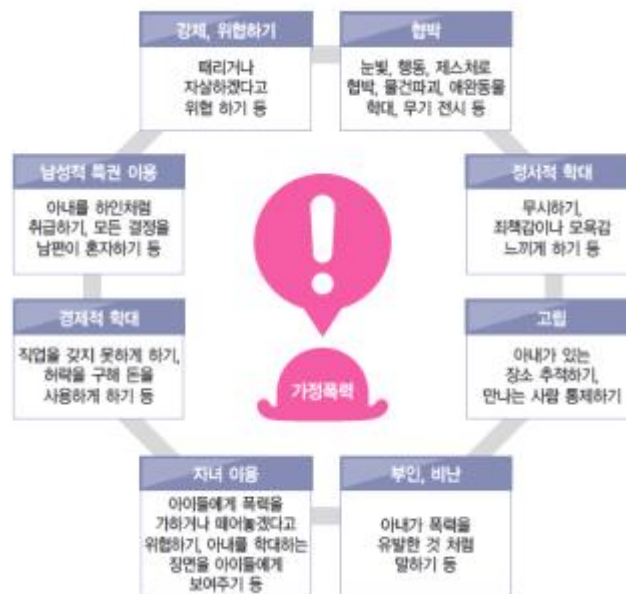 강제, 위협하기
때리거나
자살하겠다고
위협 하기 등
협박
눈빛, 행동, 제스처로
협박, 물건파괴, 애완동물
학대, 무기 전시 등
남성적 특권 이용
아내를 하인처럼
취급하기, 모든 결정을
남편이 혼자하기 등
정서적 학대
무시하기,
죄책감이나 모욕감
느끼게 하기 등
경제적 학대
직업을 갖지 못하게 하기,
허락을 구해 돈을
사용하게 하기 등
고립
아내가 있는
장소 추적하기,
만나는 사람 통제하기
가정폭력
자녀 이용
아이들에게 폭력을
가하거나 떼어놓겠다고
위협하기, 아내를 학대하는
장면을 아이들에게
보여주기 등
부인, 비난
아내가 폭력을
유발한 것 처럼
말하기 등